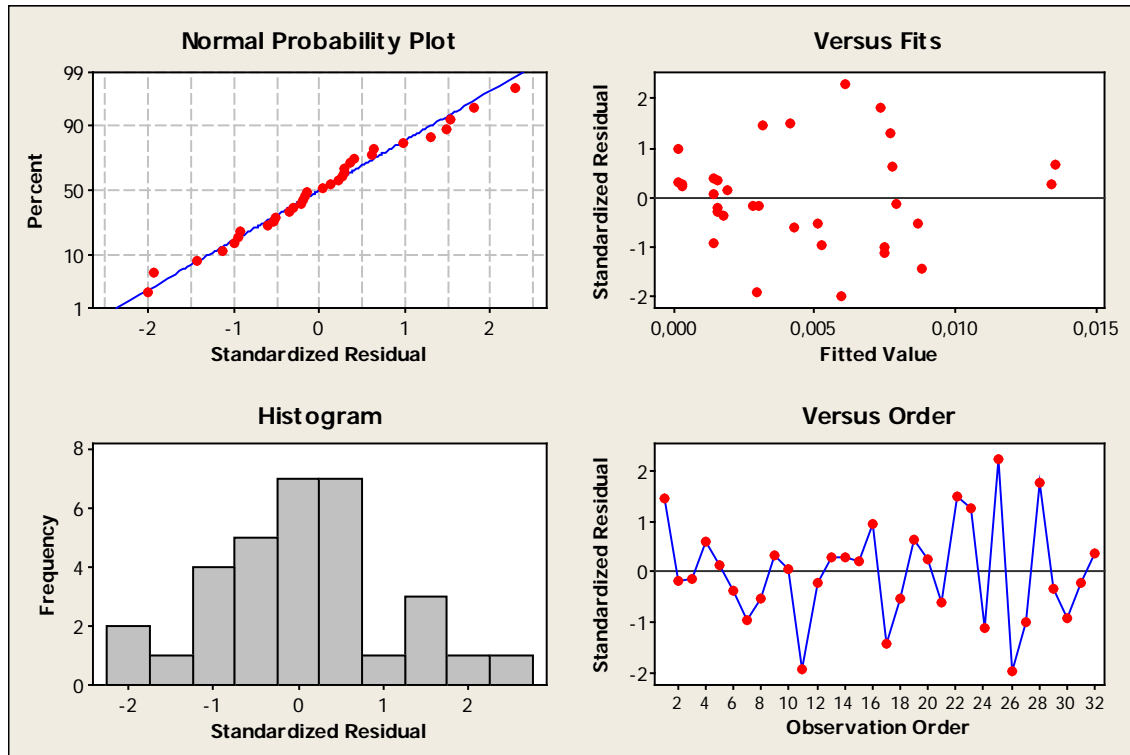 Normal Probability Plot
Percent
99
90
50
10
1
-2 -1 0 1 2
Standardized Residual
Versus Fits
Standardized Residual
2
1
0
-1
-2
0,000 0,005 0,010 0,015
Fitted Value
Histogram
Frequency
8
6
4
2
0
-2 -1 0 1 2
Standardized Residual
Versus Order
Standardized Residual
2
1
0
-1
-2
2 4 6 8 10 12 14 16 18 20 22 24 26 28 30 32
Observation Order